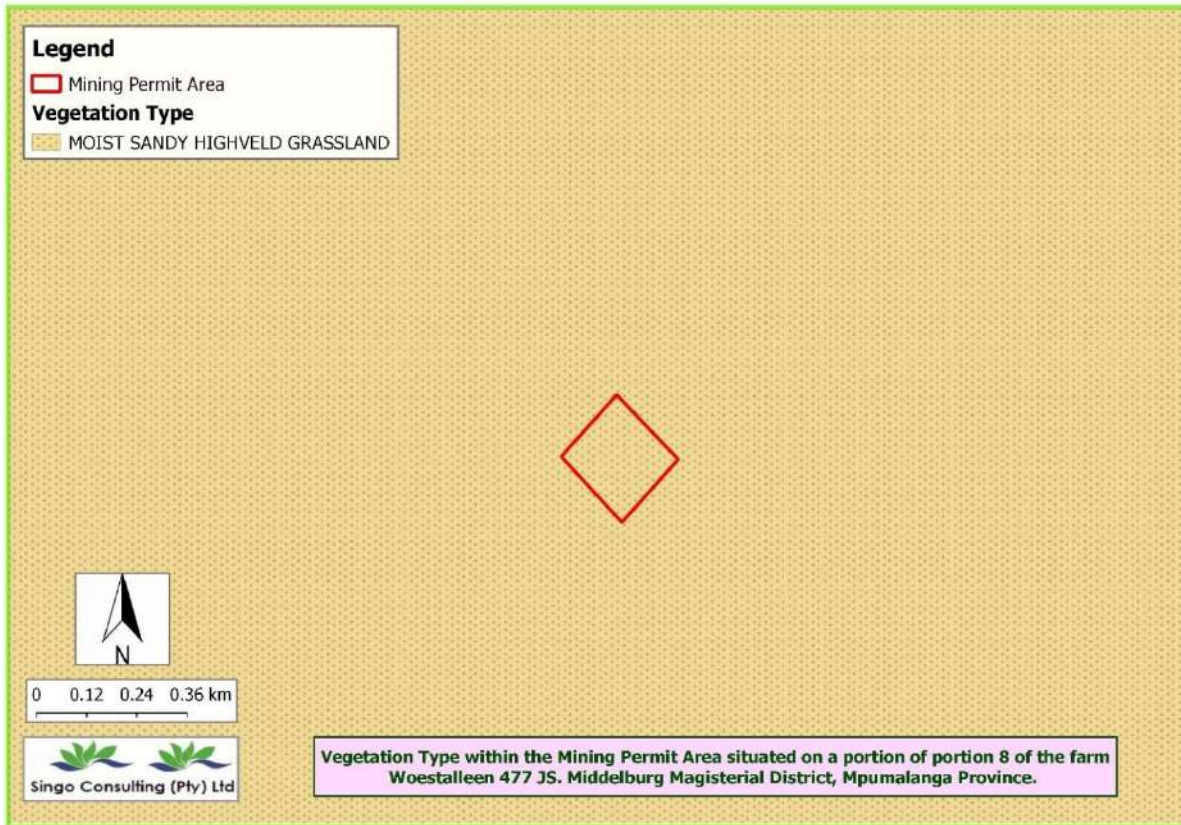 Legend
Mining Permit Area
Vegetation Type
MOIST SANDY HIGHVELD GRASSLAND
N
0 0.12 0.24 0.36 km
Singo Consulting (Pty) Ltd
Vegetation Type within the Mining Permit Area situated on a portion of portion 8 of the farm
Woestalleen 477 JS. Middelburg Magisterial District, Mpumalanga Province.